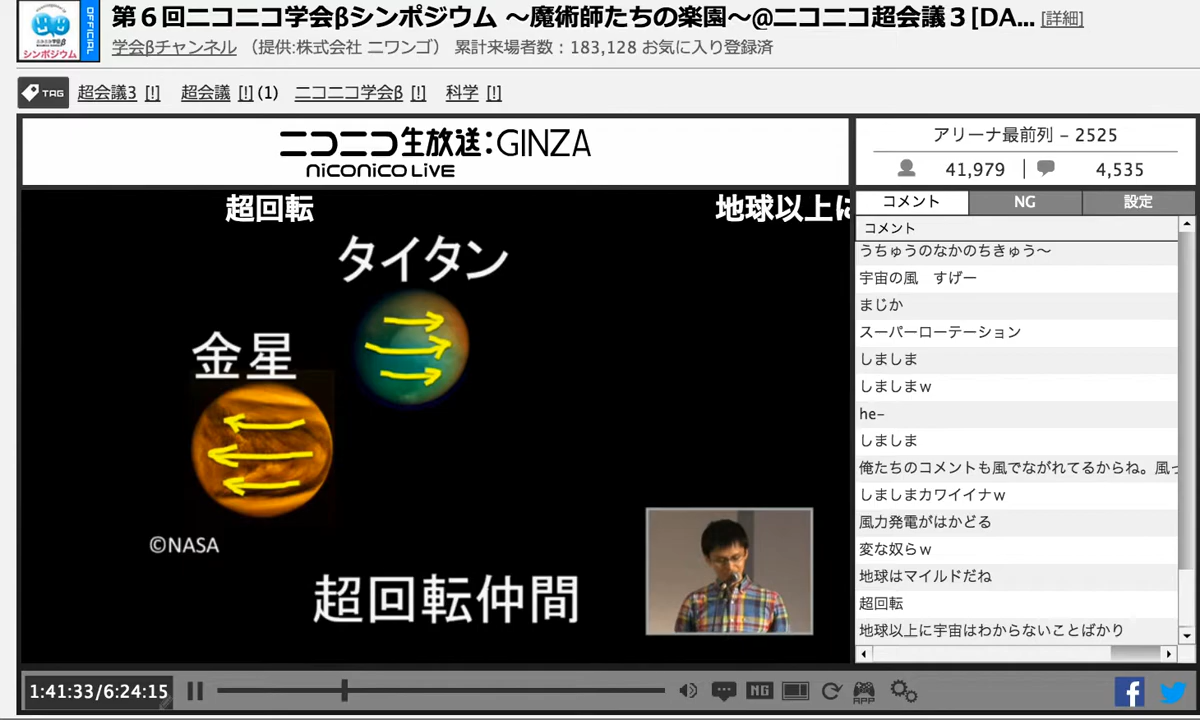 第6回ニコニコ学会βシンポジウム ～魔術師たちの楽園～@ニコニコ超会議3[DA... [詳細]
シンポジウム
OFFICIAL
学会βチャンネル （提供:株式会社 ニワンゴ） 累計来場者数：183,128 お気に入り登録済
TAG 超会議3 [!] 超会議 [!](1) ニコニコ学会β [!] 科学 [!]
ニコニコ生放送:GINZA
niconico LIVE
アリーナ最前列 – 2525
41,979 4,535
超回転
地球以上に
タイタン
金星
©NASA
超回転仲間
コメント NG 設定
コメント
うちゅうのなかのちきゅう～
宇宙の風　すげー
まじか
スーパーローテーション
しましま
しましまｗ
he-
しましま
俺たちのコメントも風でながれてるからね。風っ
しましまカワイイナｗ
風力発電がはかどる
変な奴らｗ
地球はマイルドだね
超回転
地球以上に宇宙はわからないことばかり
1:41:33/6:24:15
NG
APP